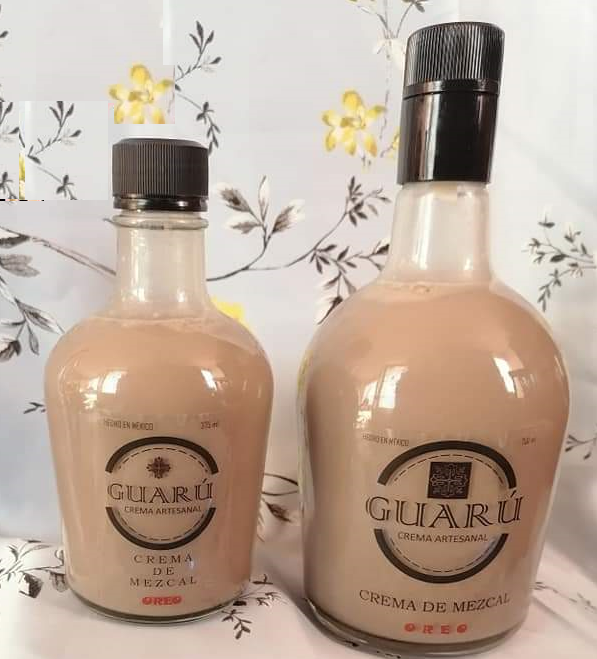 HECHO EN MÉXICO 375 ml
GUARÚ
CREMA ARTESANAL
CREMA
DE
MEZCAL
OREO
HECHO EN MÉXICO
GUARÚ
CREMA ARTESANAL
CREMA DE MEZCAL
OREO